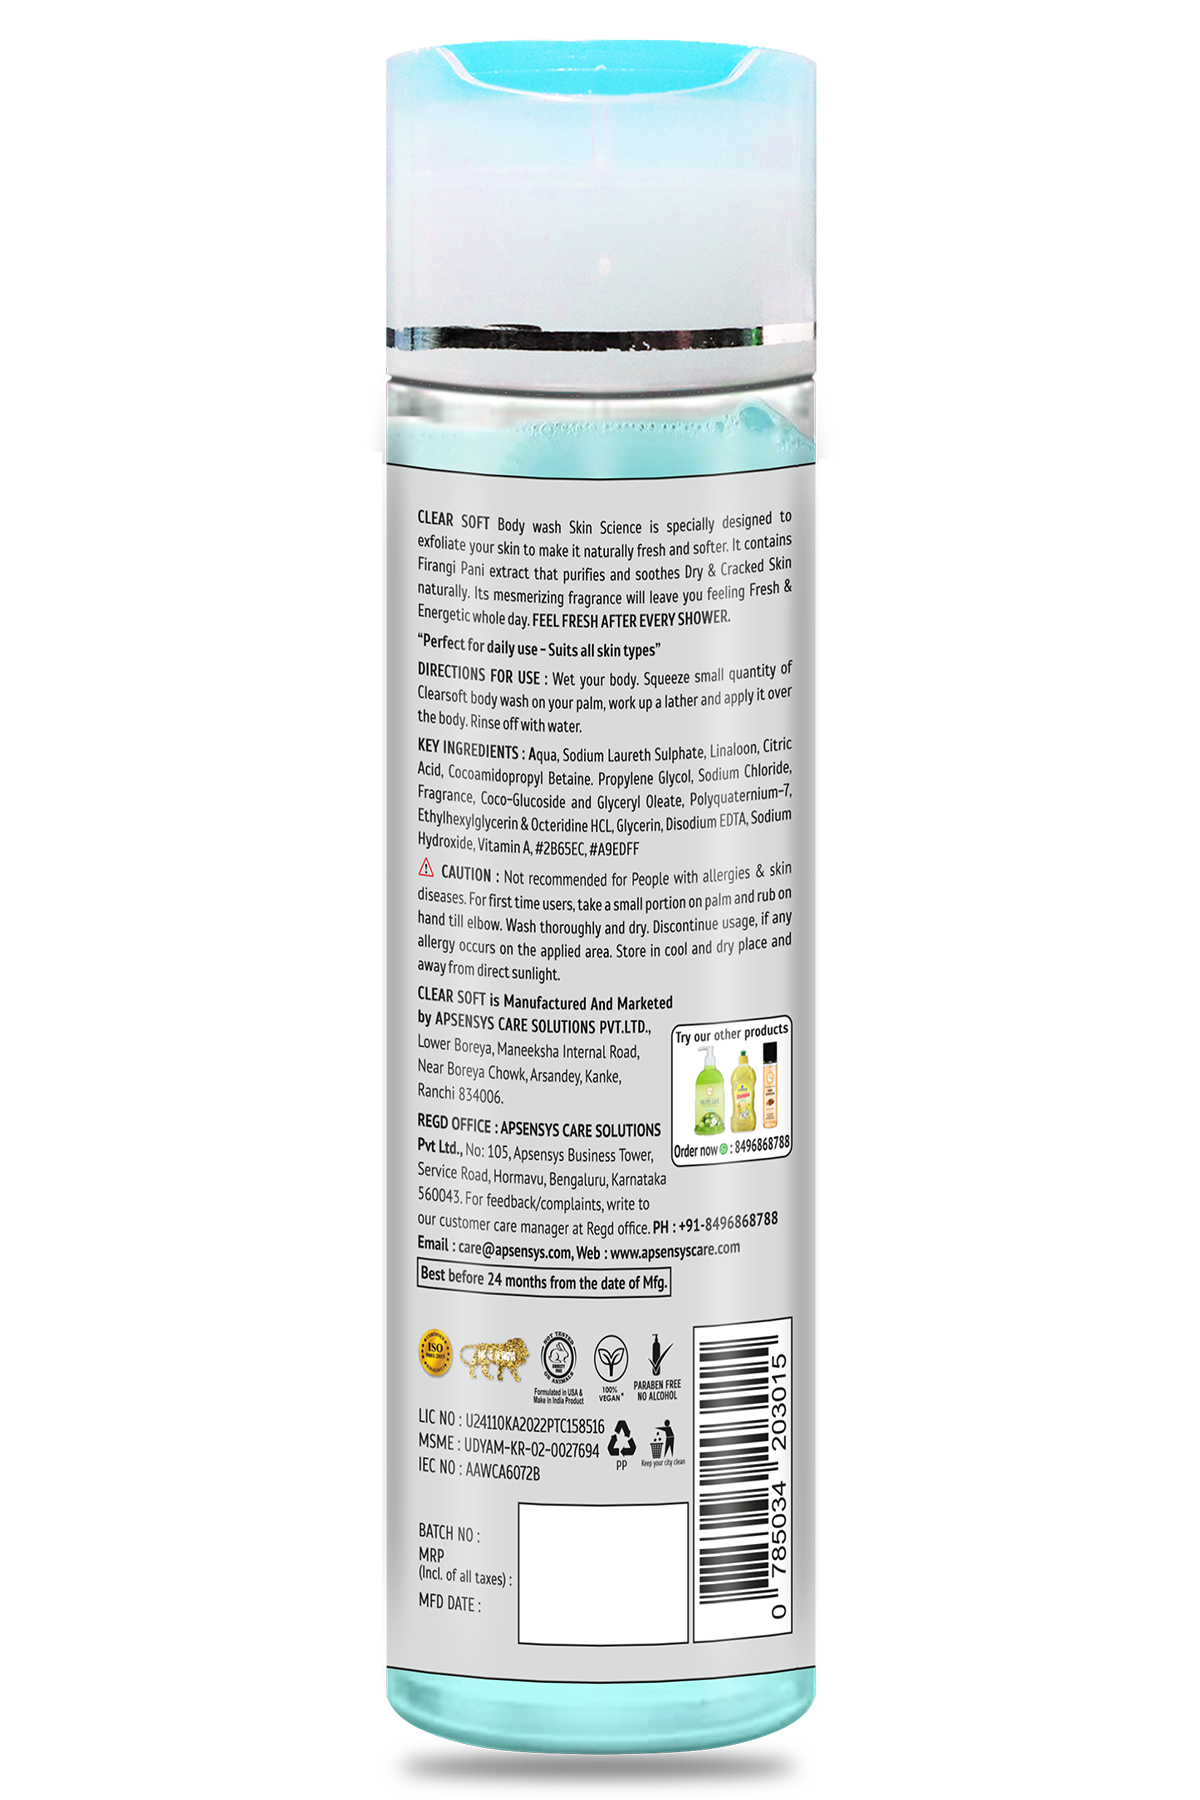 CLEAR SOFT Body wash Skin Science is specially designed to
exfoliate your skin to make it naturally fresh and softer. It contains
Firangi Pani extract that purifies and soothes Dry & Cracked Skin
naturally. Its mesmerizing fragrance will leave you feeling Fresh &
Energetic whole day. FEEL FRESH AFTER EVERY SHOWER.
“Perfect for daily use – Suits all skin types”
DIRECTIONS FOR USE : Wet your body. Squeeze small quantity of
Clearsoft body wash on your palm, work up a lather and apply it over
the body. Rinse off with water.
KEY INGREDIENTS : Aqua, Sodium Laureth Sulphate, Linaloon, Citric
Acid, Cocoamidopropyl Betaine. Propylene Glycol, Sodium Chloride,
Fragrance, Coco-Glucoside and Glyceryl Oleate, Polyquaternium-7,
Ethylhexylglycerin & Octeridine HCL, Glycerin, Disodium EDTA, Sodium
Hydroxide, Vitamin A, #2B65EC, #A9EDFF
CAUTION : Not recommended for People with allergies & skin
diseases. For first time users, take a small portion on palm and rub on
hand till elbow. Wash thoroughly and dry. Discontinue usage, if any
allergy occurs on the applied area. Store in cool and dry place and
away from direct sunlight.
CLEAR SOFT is Manufactured And Marketed
by APSENSYS CARE SOLUTIONS PVT.LTD.,
Lower Boreya, Maneeksha Internal Road,
Near Boreya Chowk, Arsandey, Kanke,
Ranchi 834006.
Try our other products
Order now : 8496868788
REGD OFFICE : APSENSYS CARE SOLUTIONS
Pvt Ltd., No: 105, Apsensys Business Tower,
Service Road, Hormavu, Bengaluru, Karnataka
560043. For feedback/complaints, write to
our customer care manager at Regd office. PH : +91-8496868788
Email : care@apsensys.com, Web : www.apsensyscare.com
Best before 24 months from the date of Mfg.
ISO
NOT TESTED
ON ANIMALS
Formulated in USA &
Make in India Product
100%
VEGAN
PARABEN FREE
NO ALCOHOL
LIC NO : U24110KA2022PTC158516
MSME : UDYAM-KR-02-0027694
IEC NO : AAWCA6072B
PP
Keep your city clean
BATCH NO :
MRP
(Incl. of all taxes) :
MFD DATE :
0 785034 203015